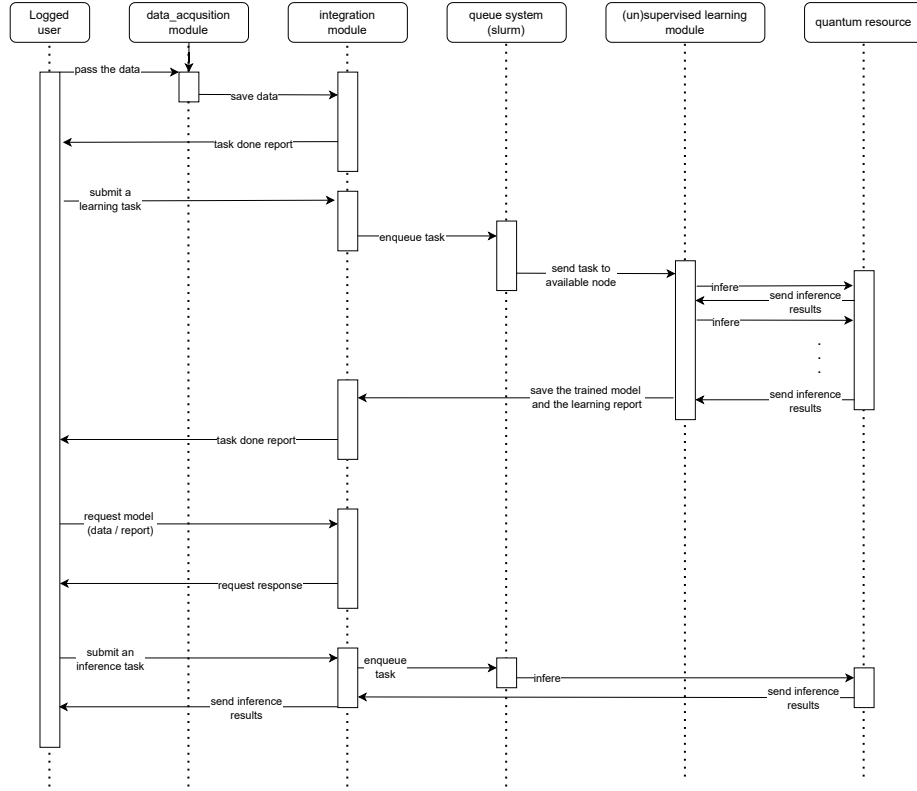 Logged
user
data_acqusition
module
integration
module
queue system
(slurm)
(un)supervised learning
module
quantum resource
pass the data
save data
task done report
submit a
learning task
enqueue task
send task to
available node
infere
send inference
results
infere
. . .
save the trained model
and the learning report
send inference
results
task done report
request model
(data / report)
request response
submit an
inference task
enqueue
task
infere
send inference
results
send inference
results